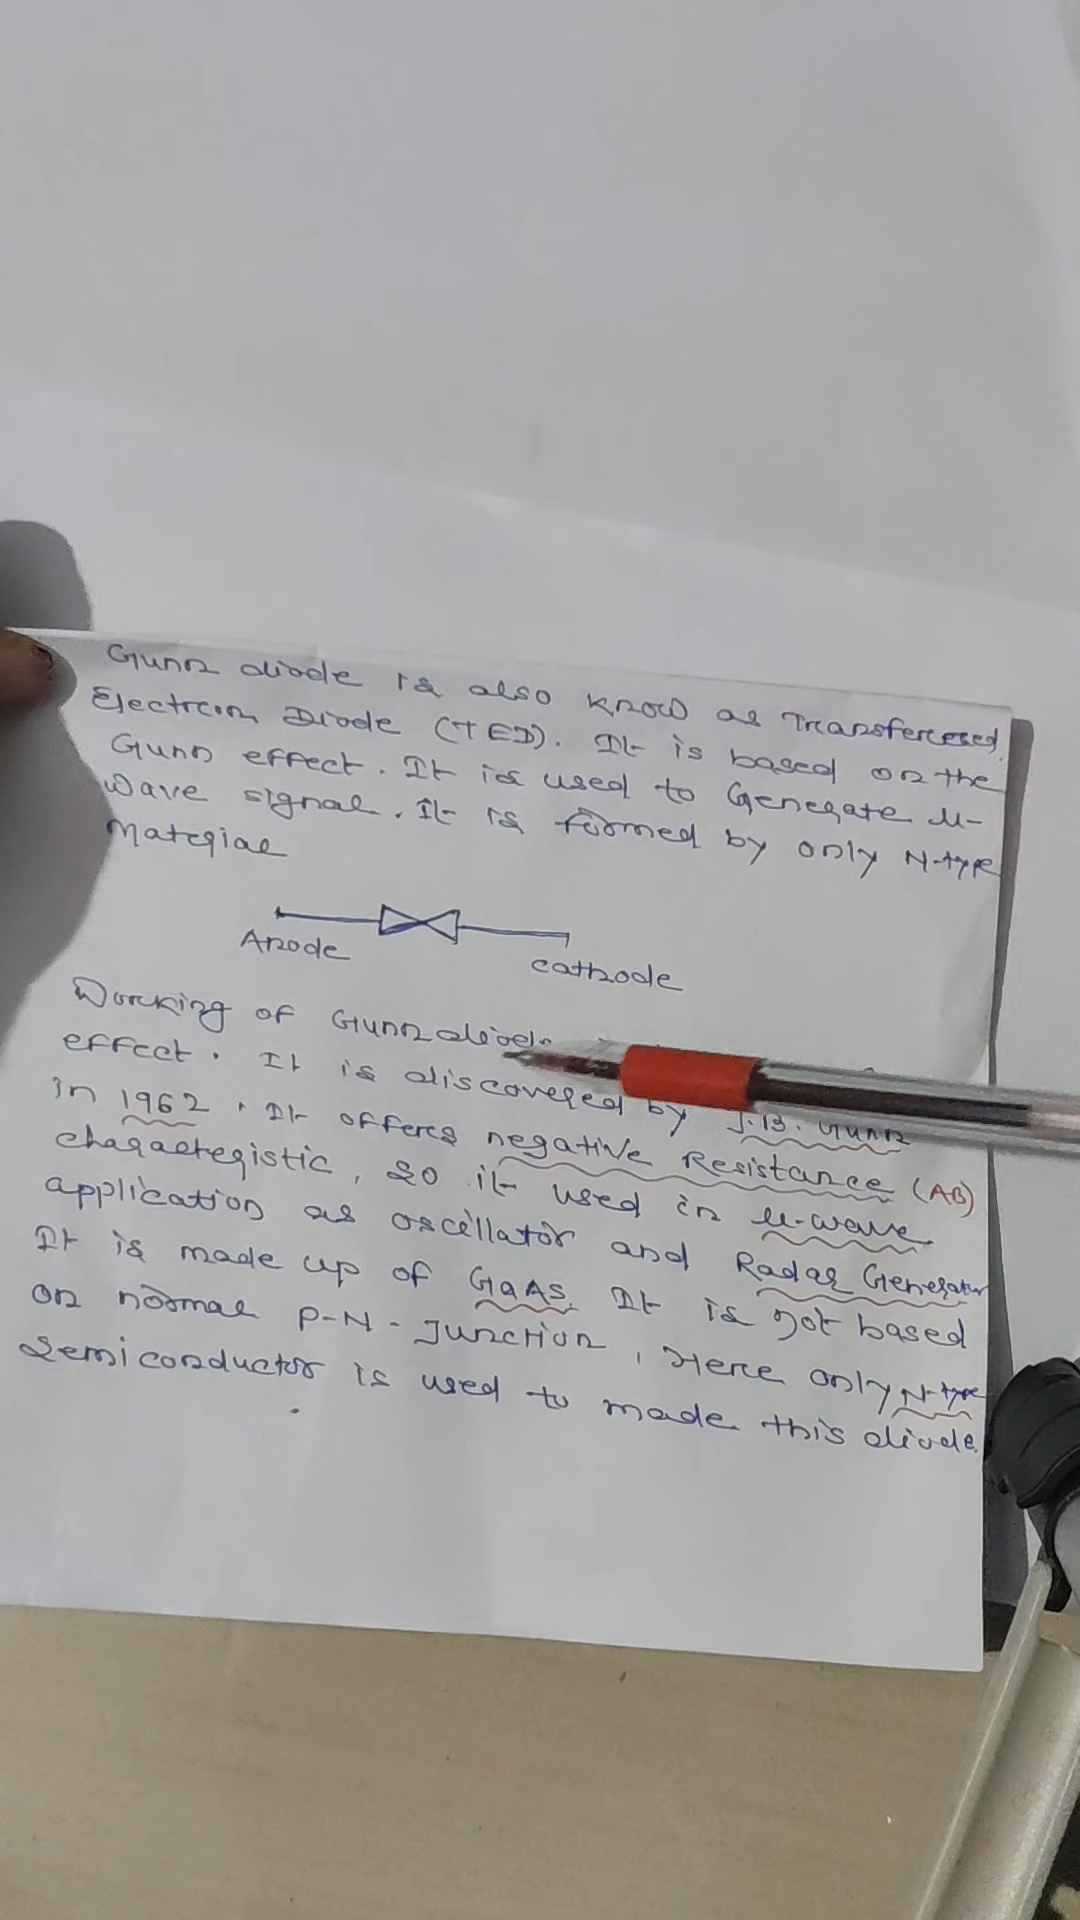 Gunn diode is also know as Transfereted
Electron Diode (TED). It is based on the
Gunn effect. It is used to Generate μ-
wave signal. It is formed by only N-type
Material
Anode
cathode
Working of Gunn diode
effect. It is discovered by J.B. Gunn
in 1962. It offers negative Resistance (AB)
characteristic, so it used in μ-wave
application as oscillator and Radar Generator
It is made up of GaAs. It is not based
on normal P-N-Junction, Here only N-type
Semiconductor is used to made this diode.